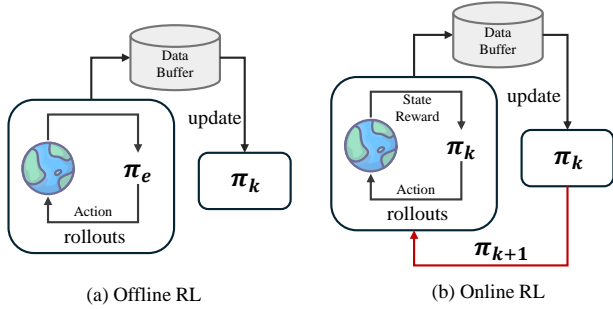 Data
Buffer
update
π_e
Action
rollouts
π_k
(a) Offline RL
Data
Buffer
update
State
Reward
π_k
Action
rollouts
π_k
π_{k+1}
(b) Online RL